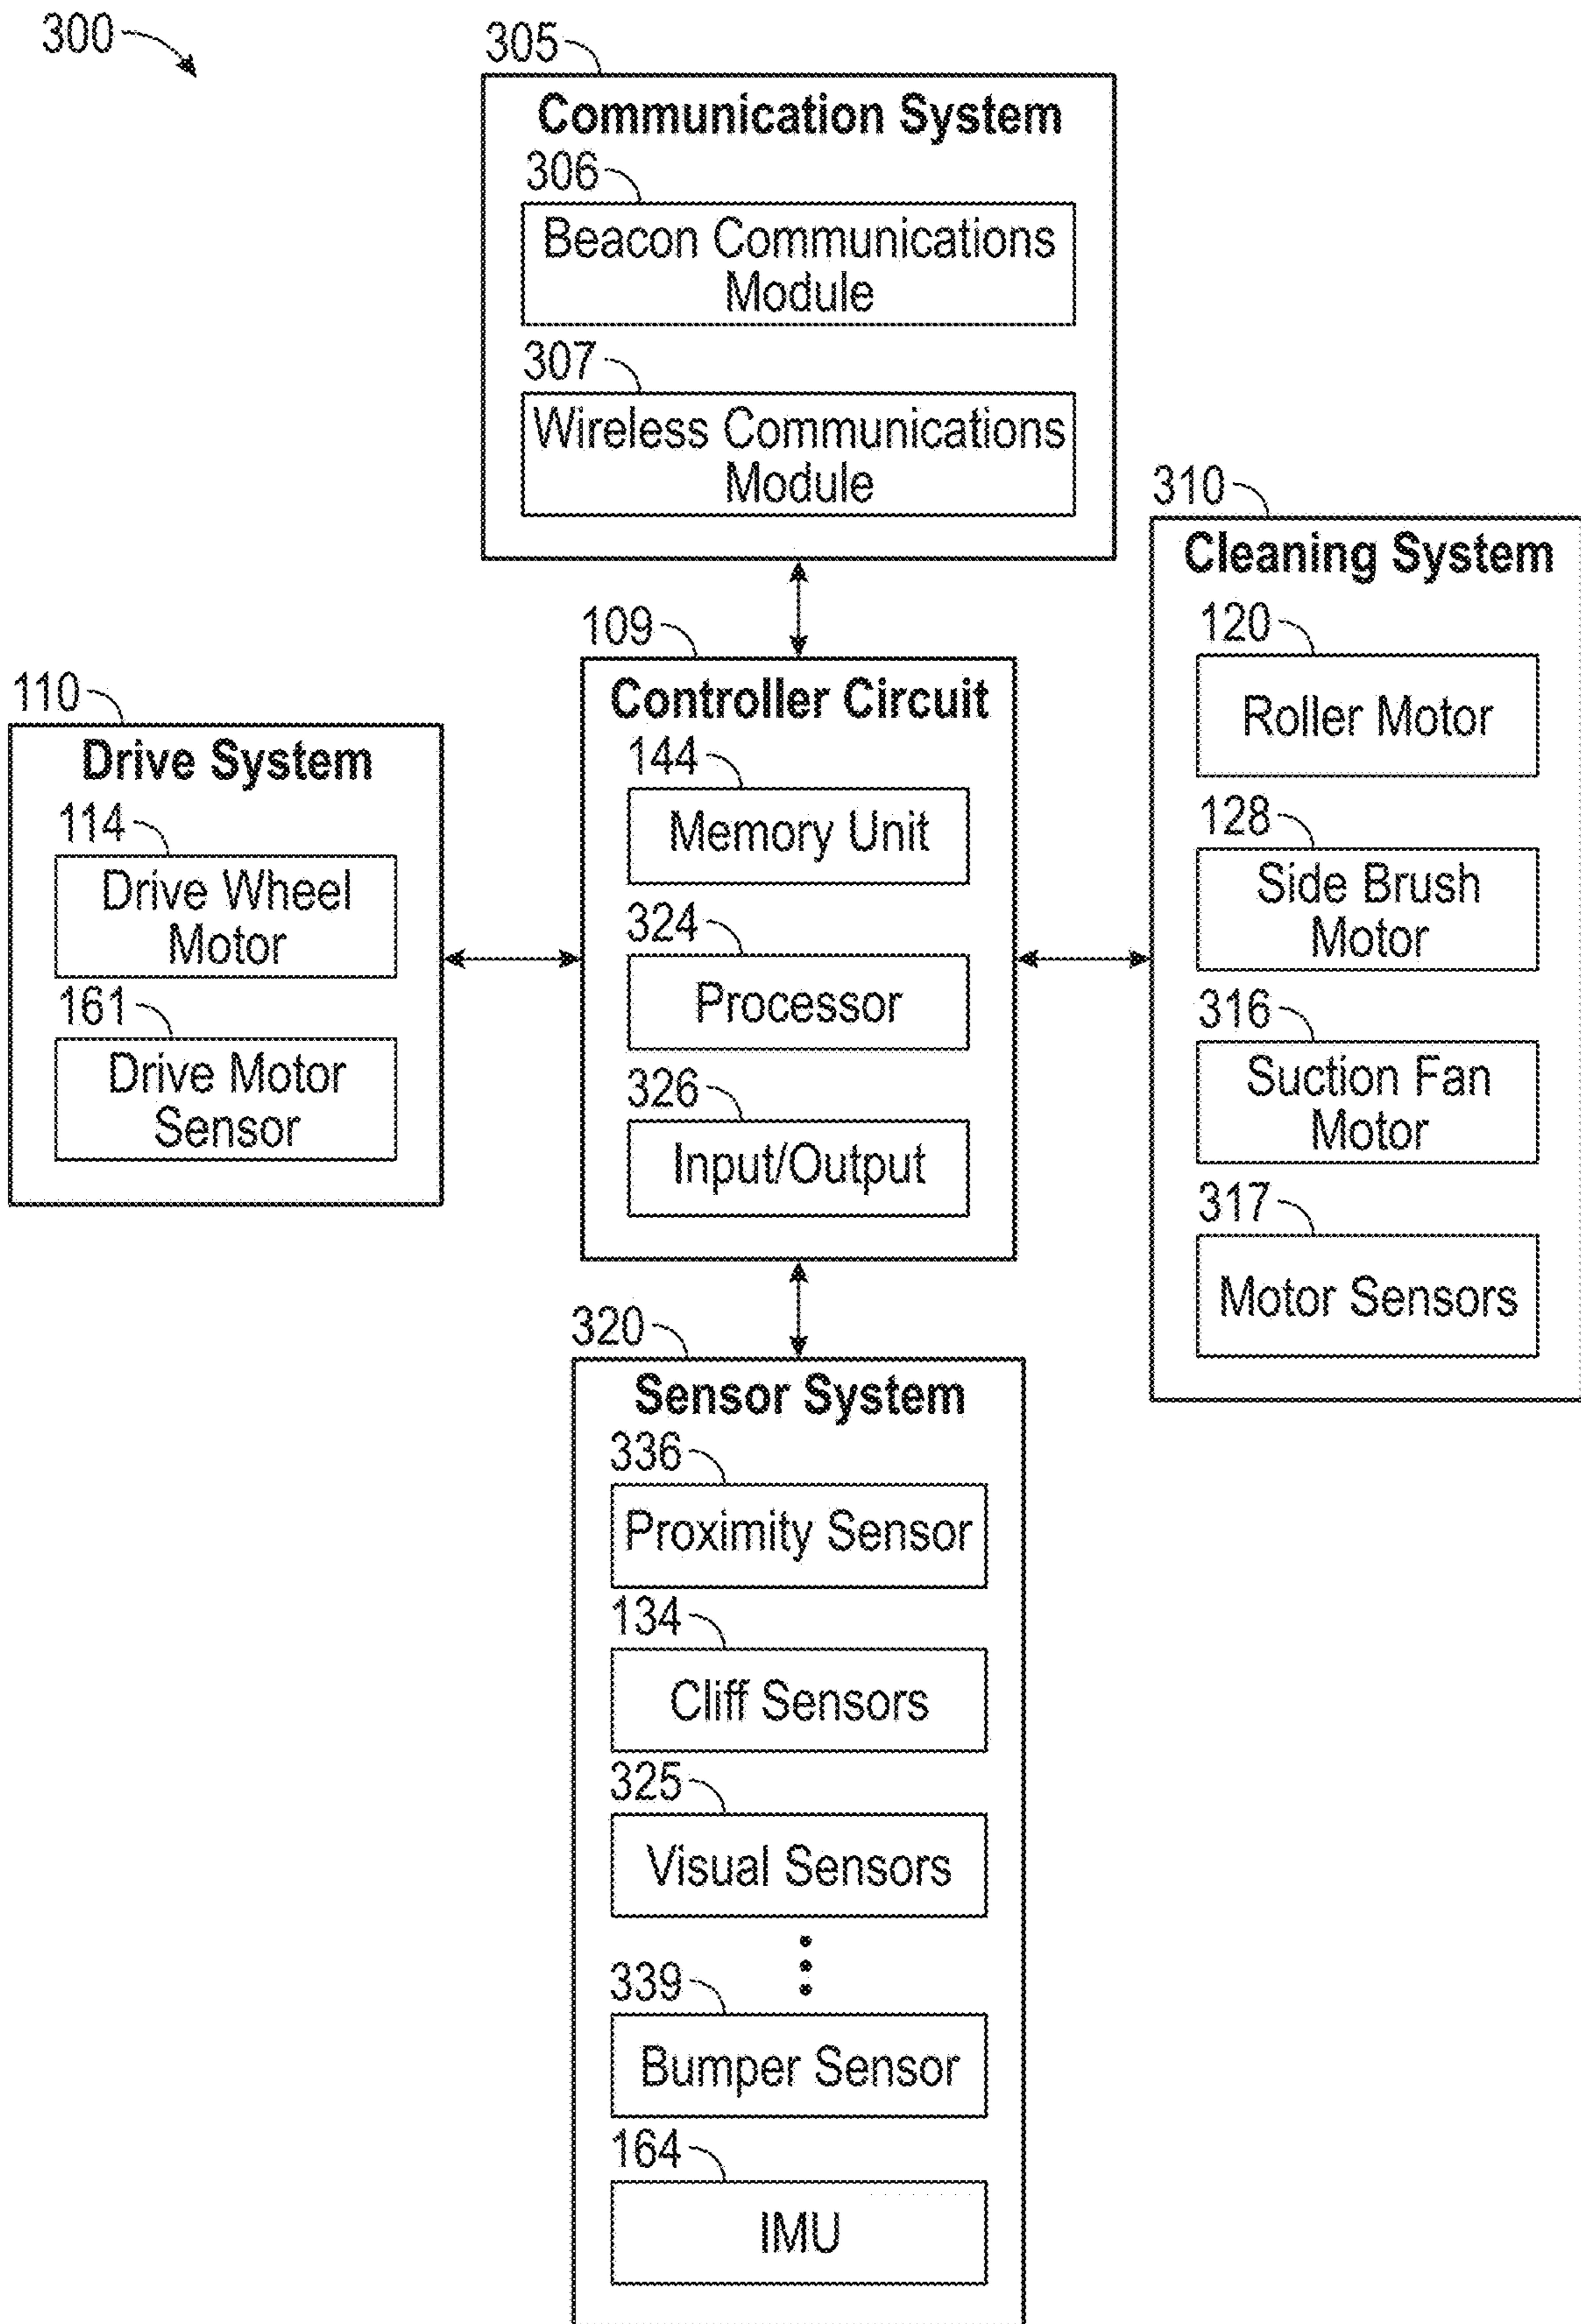 300
305
Communication System
306
Beacon Communications
Module
307
Wireless Communications
Module
310
Cleaning System
120
Roller Motor
128
Side Brush
Motor
316
Suction Fan
Motor
317
Motor Sensors
109
Controller Circuit
144
Memory Unit
324
Processor
326
Input/Output
110
Drive System
114
Drive Wheel
Motor
161
Drive Motor
Sensor
320
Sensor System
336
Proximity Sensor
134
Cliff Sensors
325
Visual Sensors
339
Bumper Sensor
164
IMU